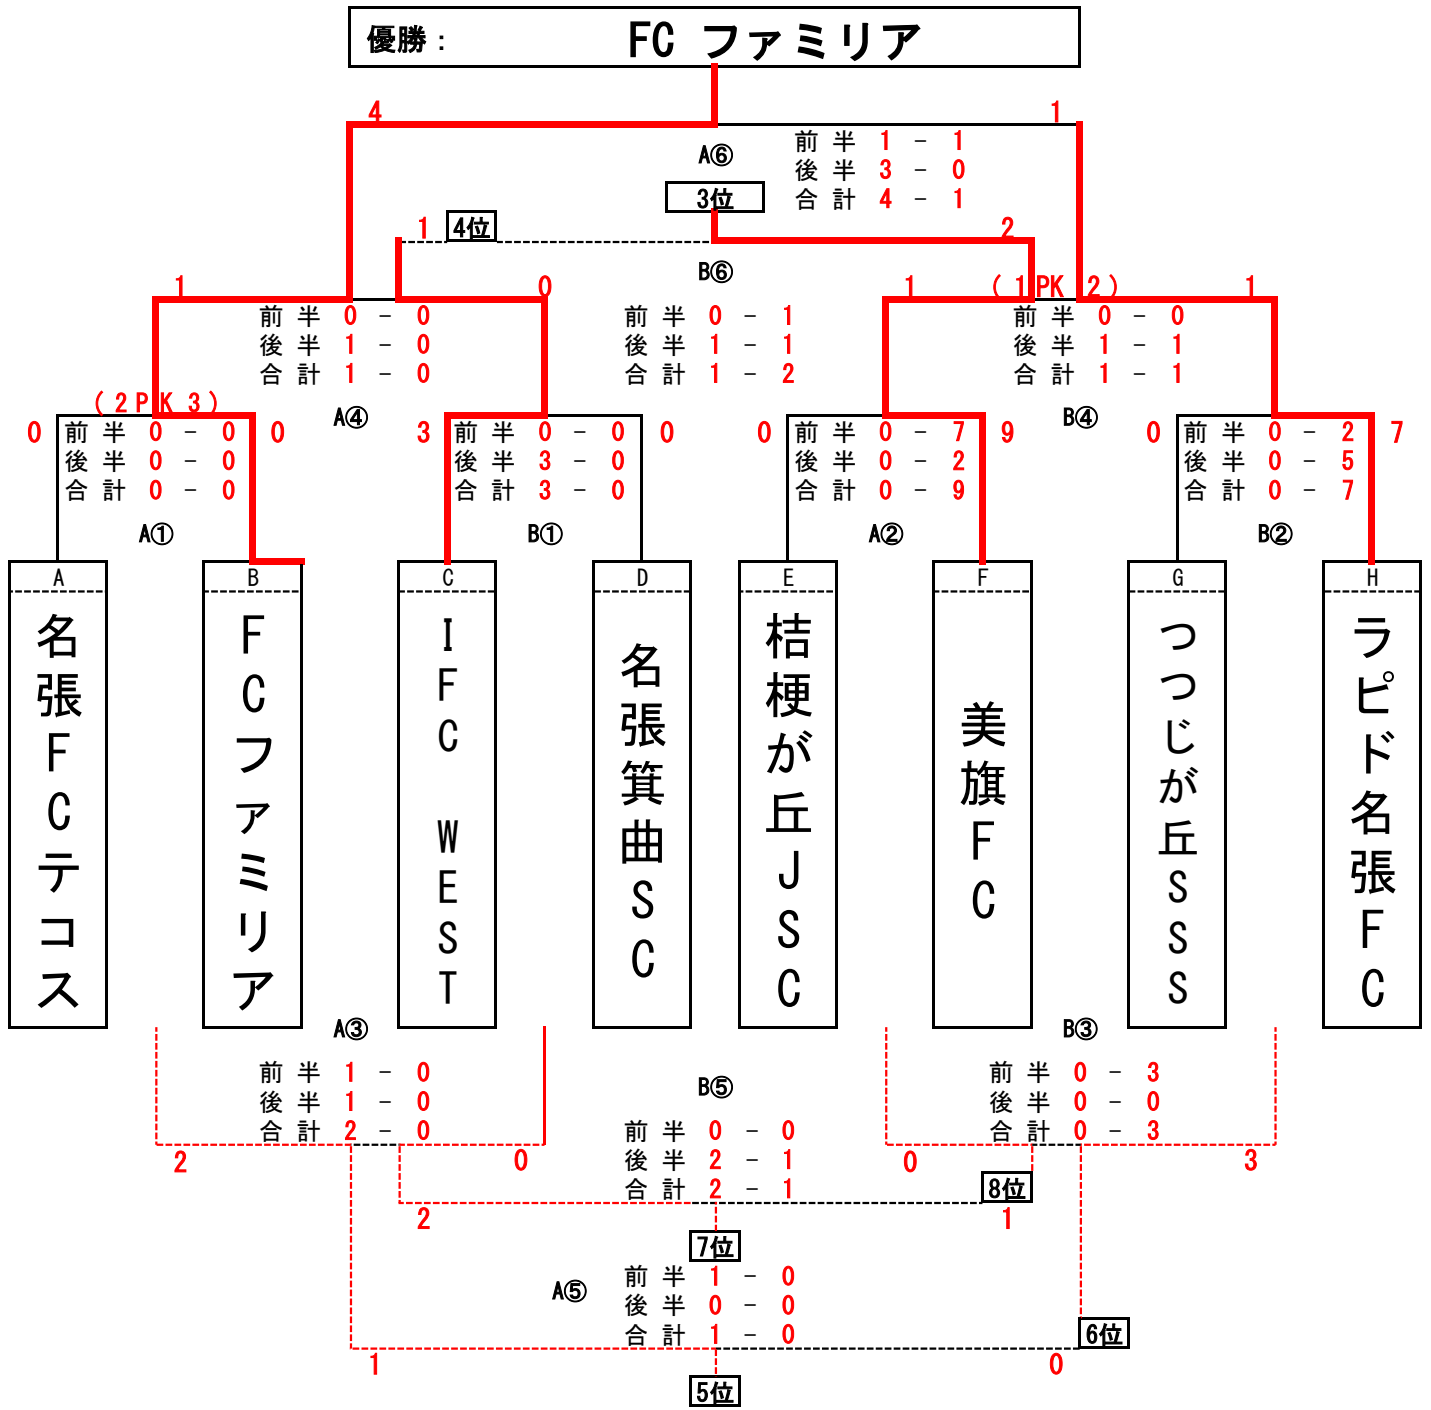 優勝： FC ファミリア
4 1
A⑥ 前半 1 - 1
後半 3 - 0
3位 合計 4 - 1
1 4位 2
B⑥
1 0 1 (1PK 2) 1
前半 0 - 0 前半 0 - 1 前半 0 - 0
後半 1 - 0 後半 1 - 1 後半 1 - 1
合計 1 - 0 合計 1 - 2 合計 1 - 1
(2PK 3) A④ B④
0 前半 0 - 0 0 3 前半 0 - 0 0 0 前半 0 - 7 9 0 前半 0 - 2 7
後半 0 - 0 後半 3 - 0 後半 0 - 2 後半 0 - 5
合計 0 - 0 合計 3 - 0 合計 0 - 9 合計 0 - 7
A① B① A② B②
A B C D E F G H
名張FCテコス
FCファミリア
IFC WEST
名張箕曲SC
桔梗が丘JSC
美旗FC
つつじが丘SSS
ラピド名張FC
A③ B③
前半 1 - 0 前半 0 - 3
後半 1 - 0 B⑤ 後半 0 - 0
合計 2 - 0 前半 0 - 0 合計 0 - 3
2 0 後半 2 - 1 0 3
合計 2 - 1 8位
2 1
7位
A⑤ 前半 1 - 0
後半 0 - 0
合計 1 - 0 6位
1 0
5位